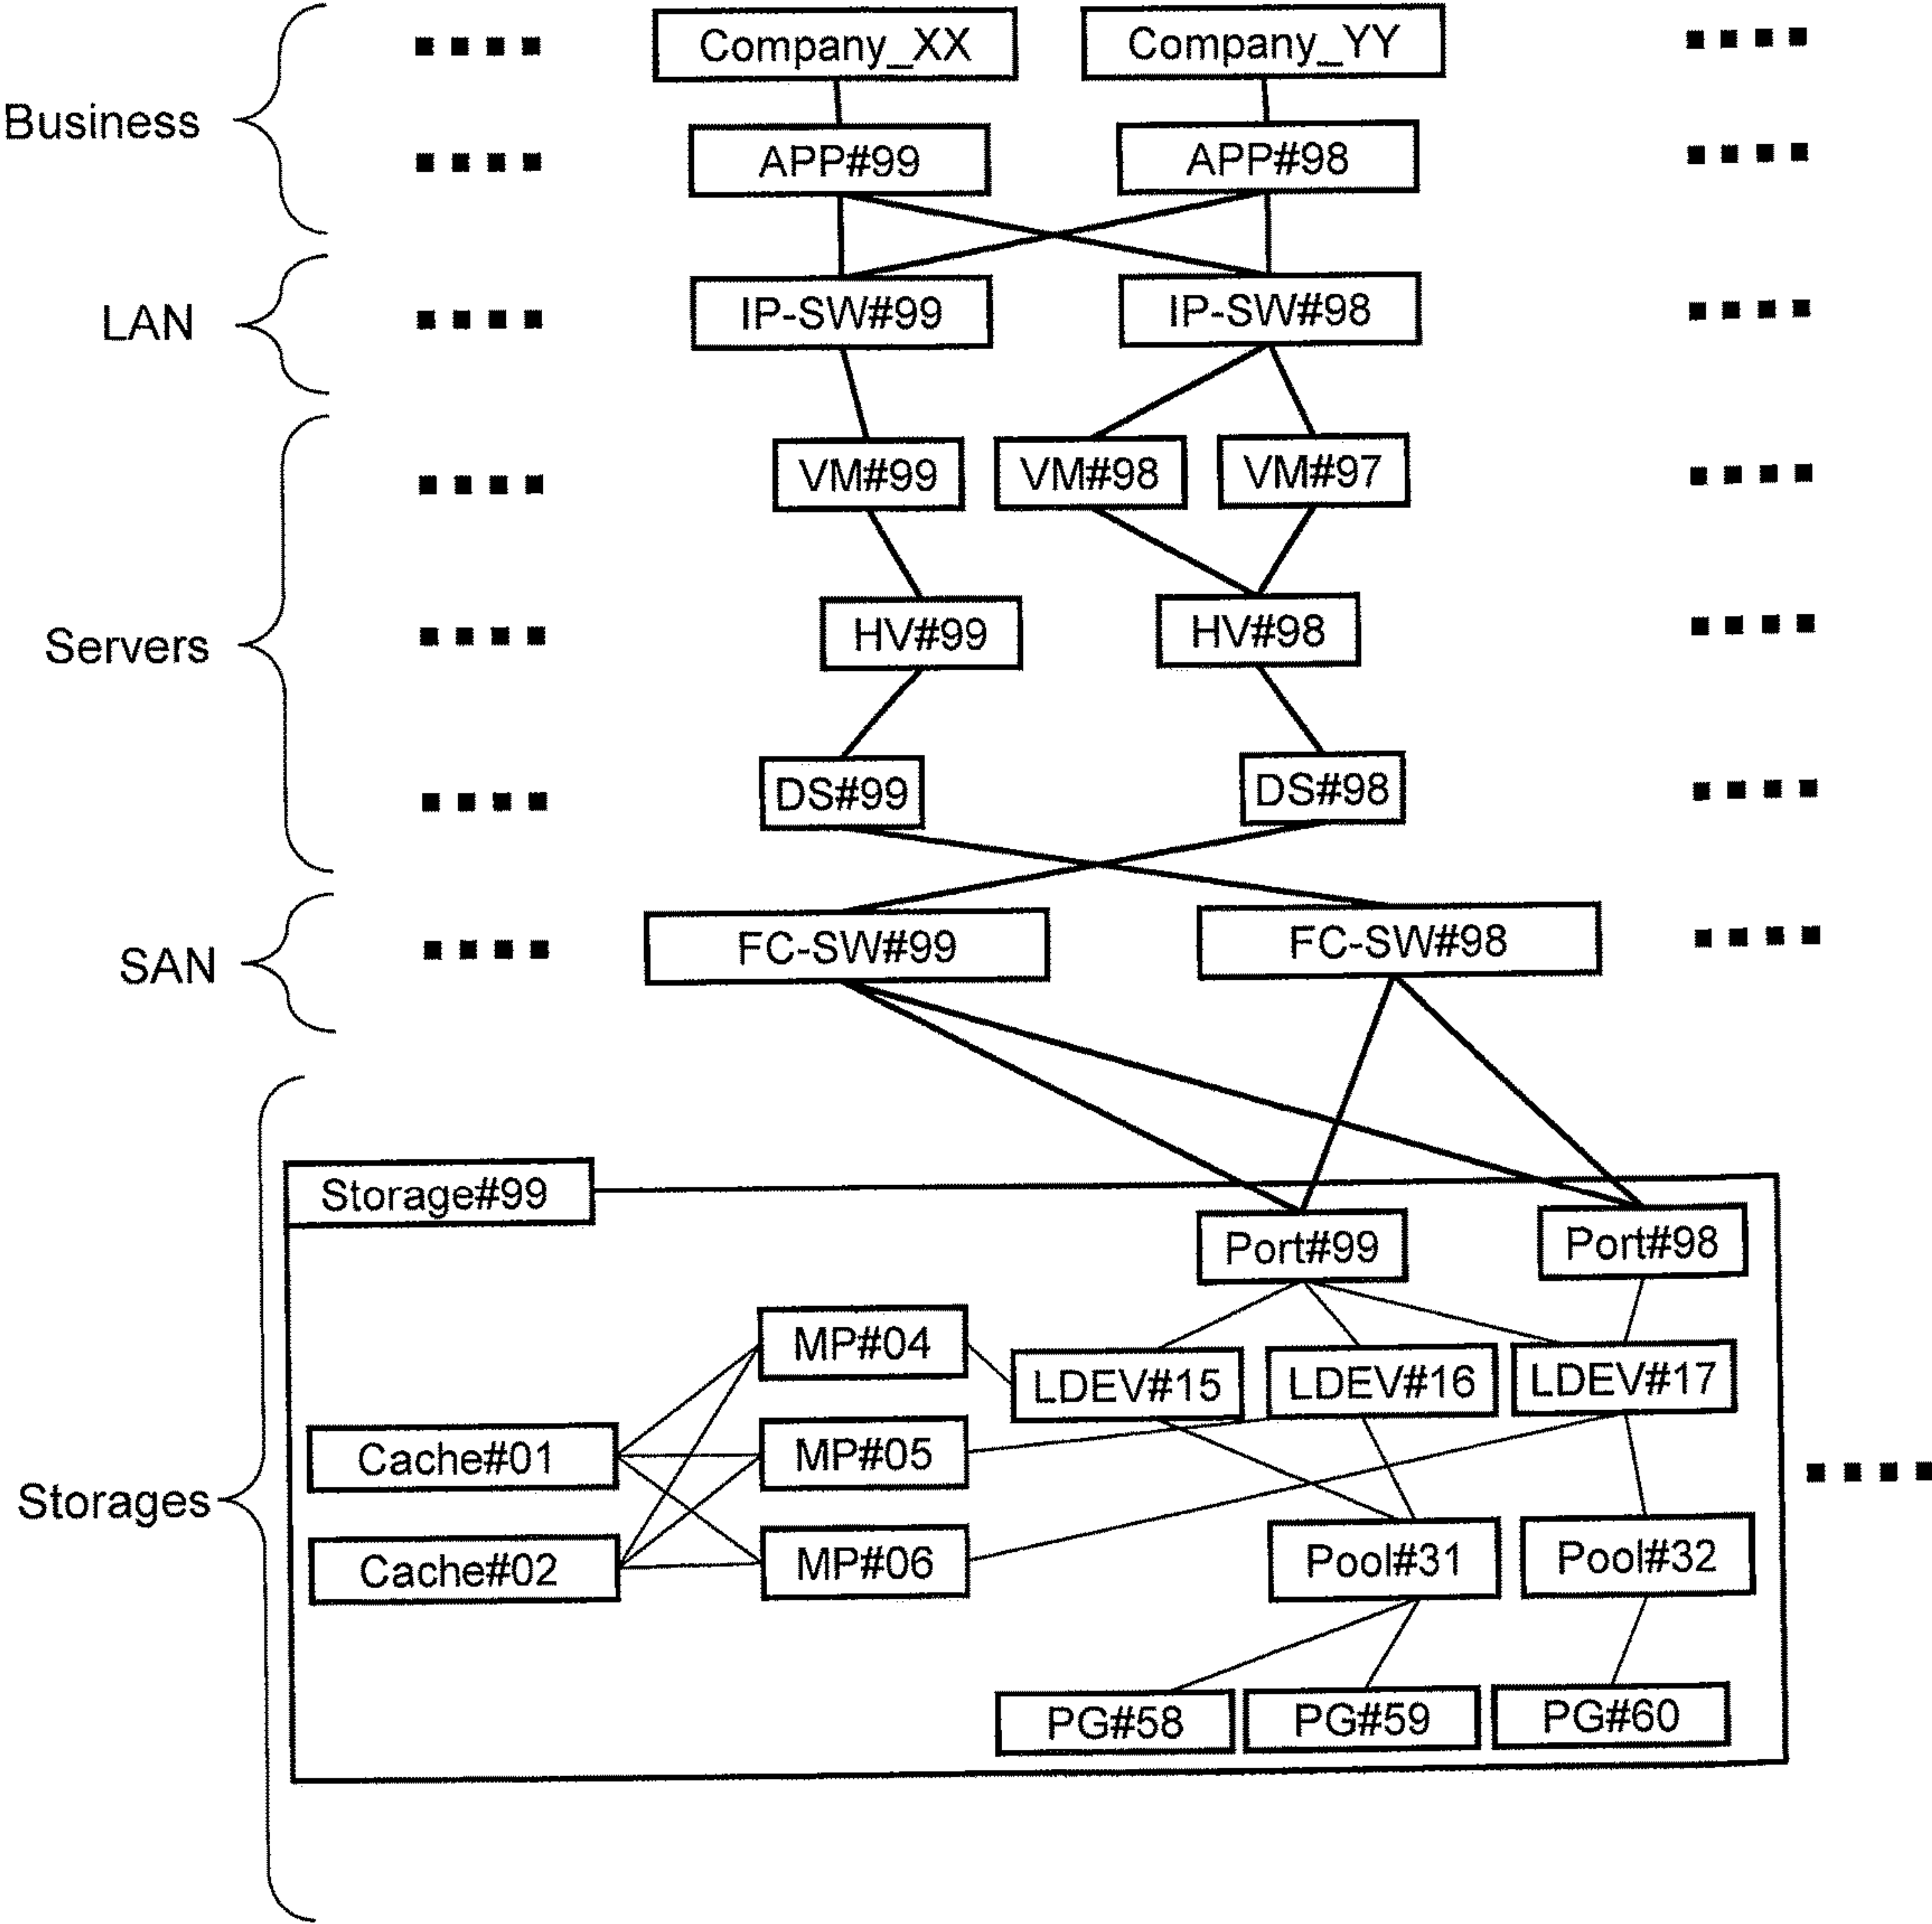 Company_XX
Company_YY
Business
APP#99
APP#98
LAN
IP-SW#99
IP-SW#98
VM#99
VM#98
VM#97
Servers
HV#99
HV#98
DS#99
DS#98
SAN
FC-SW#99
FC-SW#98
Storage#99
Port#99
Port#98
MP#04
LDEV#15
LDEV#16
LDEV#17
Cache#01
MP#05
Storages
Cache#02
MP#06
Pool#31
Pool#32
PG#58
PG#59
PG#60